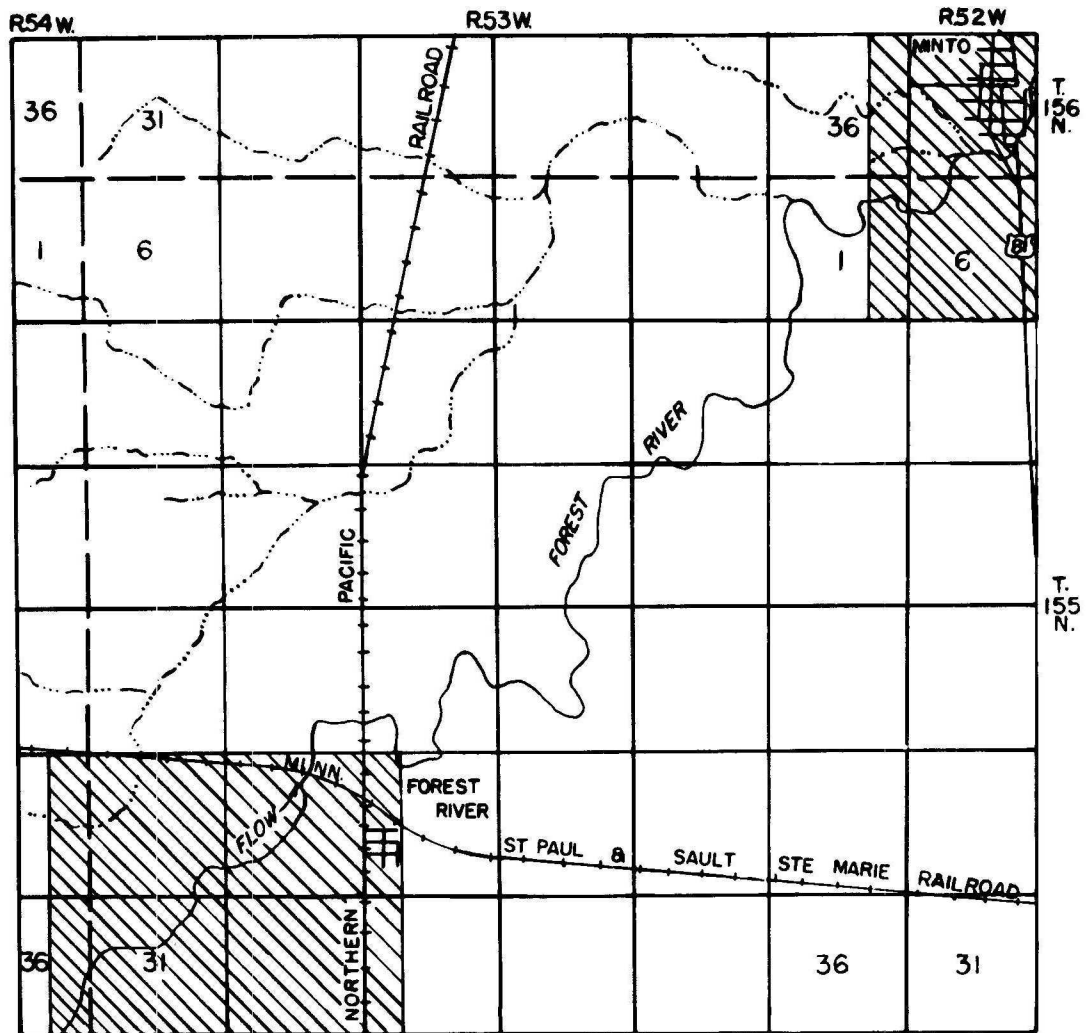 R54 W.
R53W.
R52W
MINTO
RAILROAD
36
31
36
T.
156
N.
1
6
1
6
81
FOREST RIVER
PACIFIC
T.
155
N.
MINN.
FOREST
RIVER
FLOW
ST PAUL & SAULT STE MARIE RAILROAD
NORTHERN
36
31
36
31